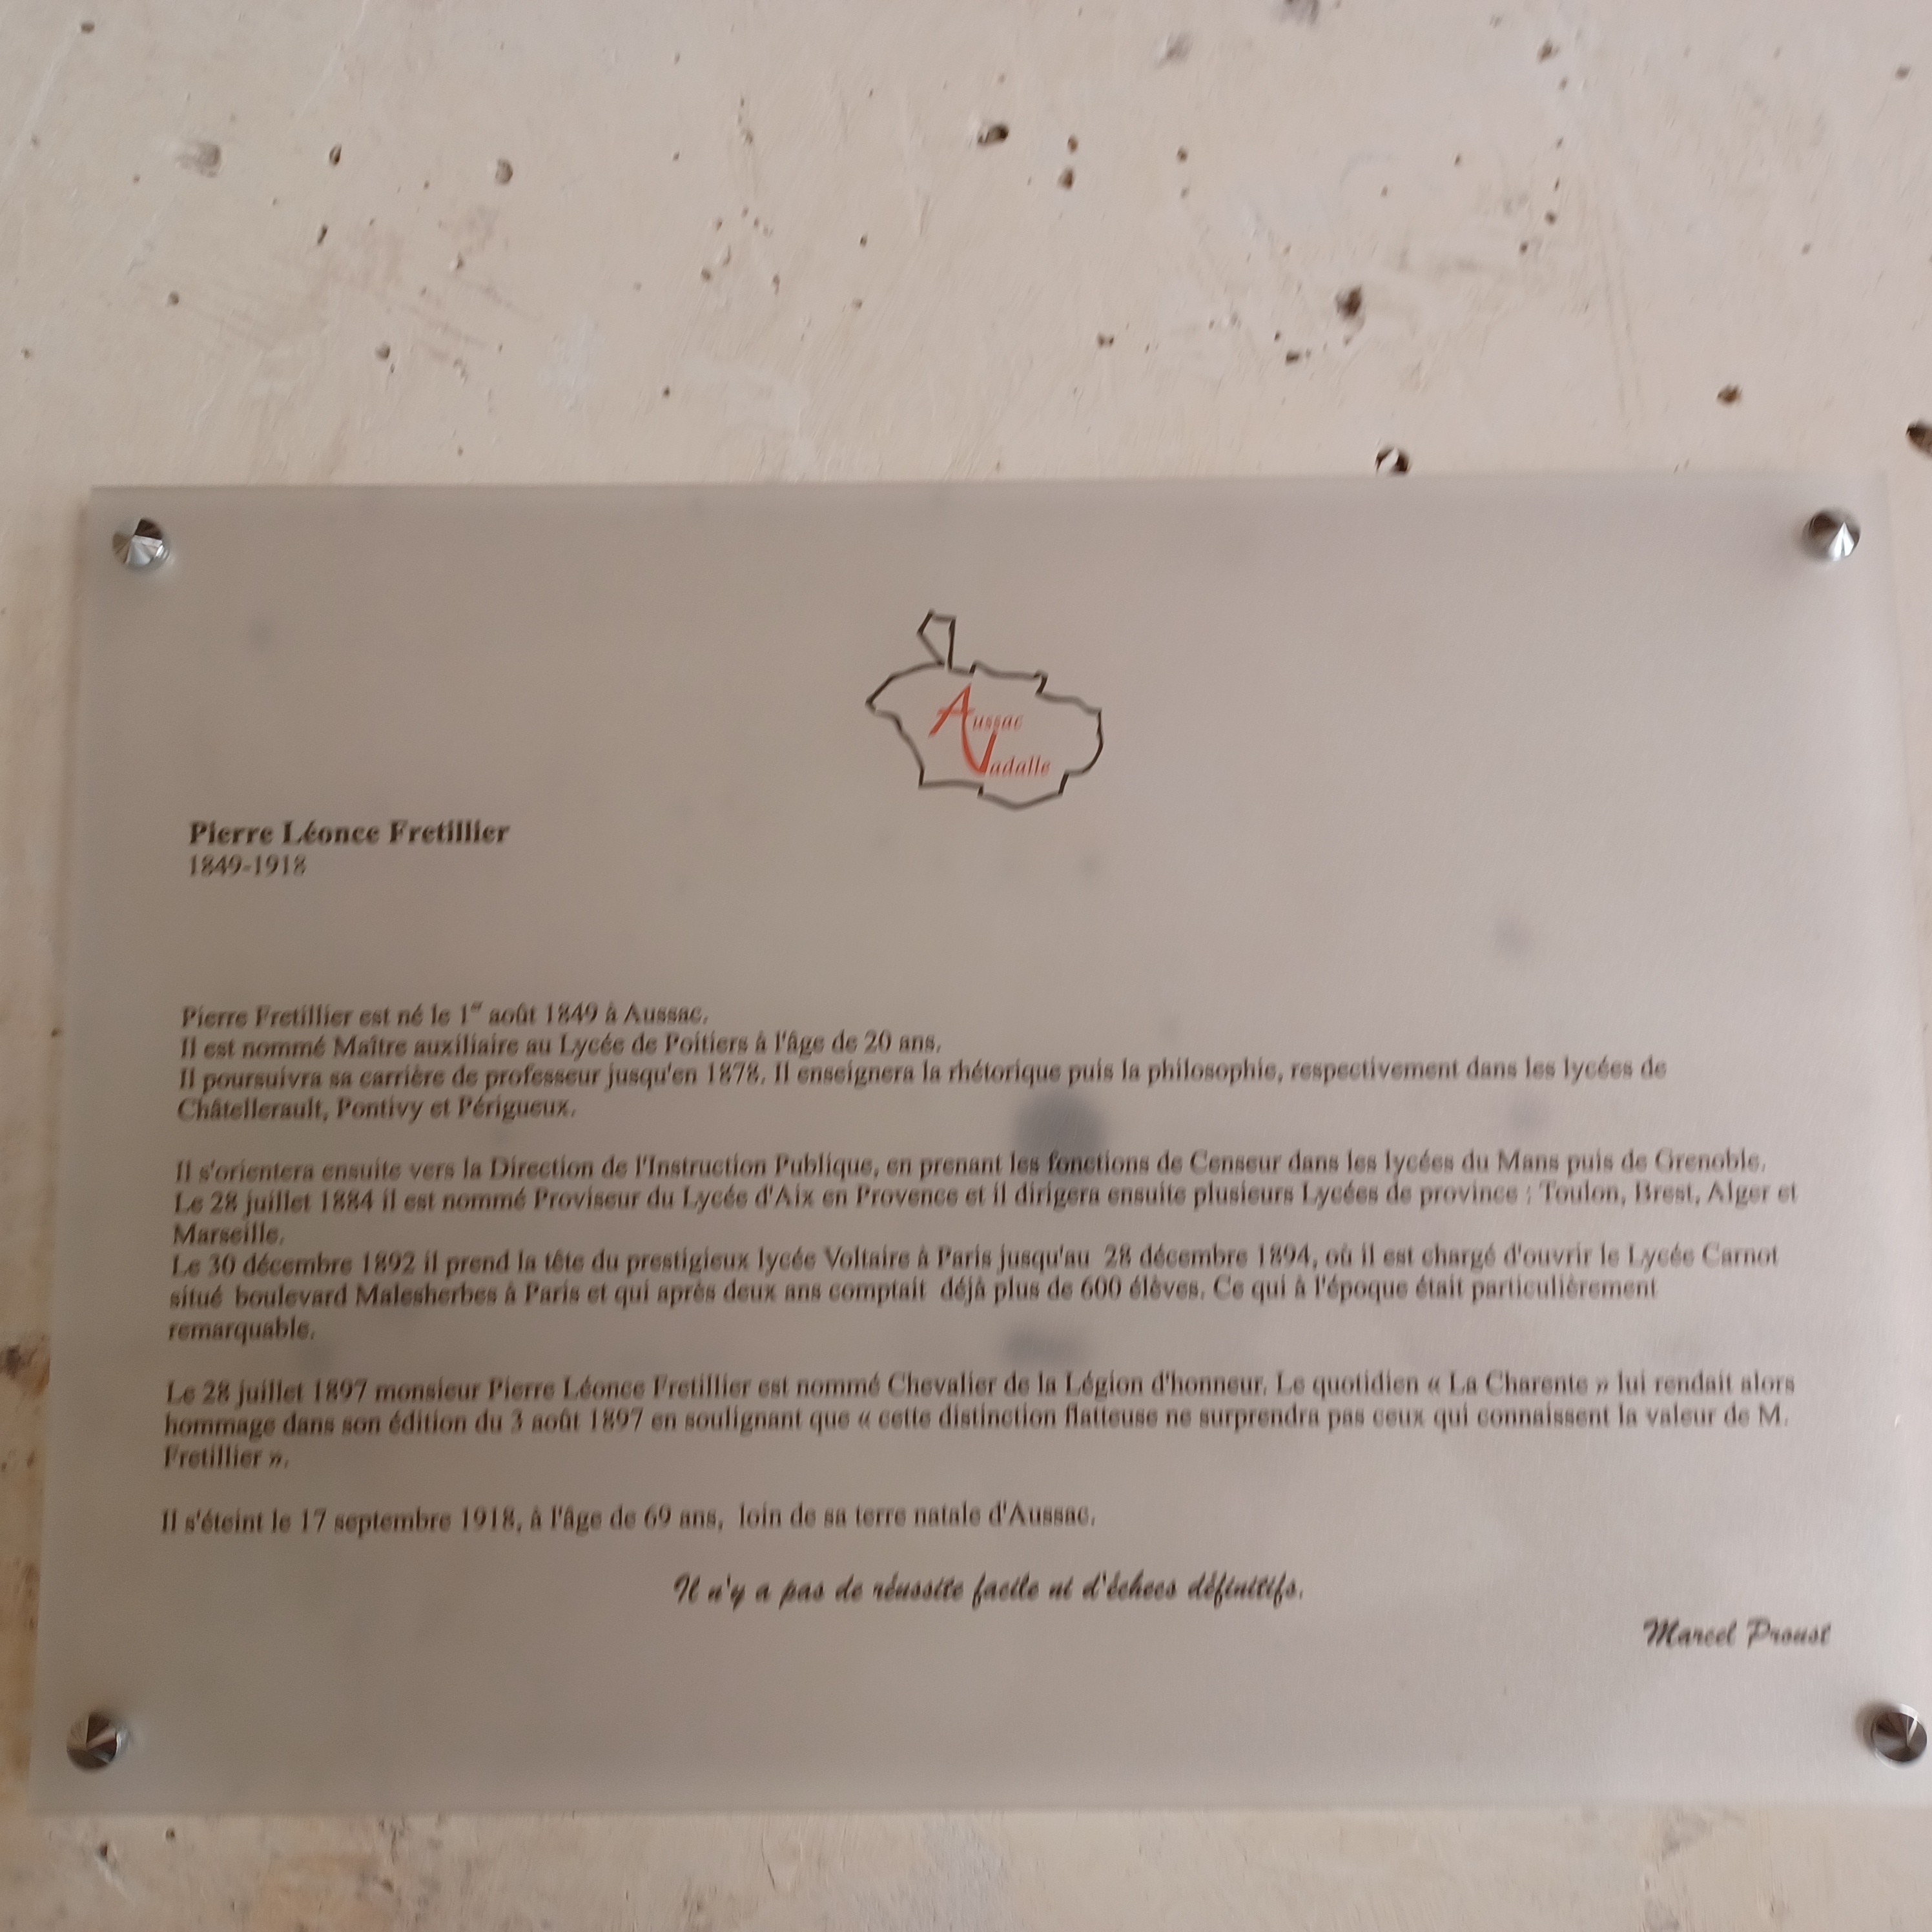 Aussac
Vadalle
Pierre Léonce Fretillier
1849-1918
Pierre Fretillier est né le 1er août 1849 à Aussac.
Il est nommé Maître auxiliaire au Lycée de Poitiers à l'âge de 20 ans.
Il poursuivra sa carrière de professeur jusqu'en 1878. Il enseignera la rhétorique puis la philosophie, respectivement dans les lycées de
Châtellerault, Pontivy et Périgueux.
Il s'orientera ensuite vers la Direction de l'Instruction Publique, en prenant les fonctions de Censeur dans les lycées du Mans puis de Grenoble.
Le 28 juillet 1884 il est nommé Proviseur du Lycée d'Aix en Provence et il dirigera ensuite plusieurs Lycées de province : Toulon, Brest, Alger et
Marseille.
Le 30 décembre 1892 il prend la tête du prestigieux lycée Voltaire à Paris jusqu'au 28 décembre 1894, où il est chargé d'ouvrir le Lycée Carnot
situé boulevard Malesherbes à Paris et qui après deux ans comptait déjà plus de 600 élèves. Ce qui à l'époque était particulièrement
remarquable.
Le 28 juillet 1897 monsieur Pierre Léonce Fretillier est nommé Chevalier de la Légion d'honneur. Le quotidien « La Charente » lui rendait alors
hommage dans son édition du 3 août 1897 en soulignant que « cette distinction flatteuse ne surprendra pas ceux qui connaissent la valeur de M.
Fretillier ».
Il s'éteint le 17 septembre 1918, à l'âge de 69 ans, loin de sa terre natale d'Aussac.
Il n'y a pas de réussite facile ni d'échecs définitifs.
Marcel Proust